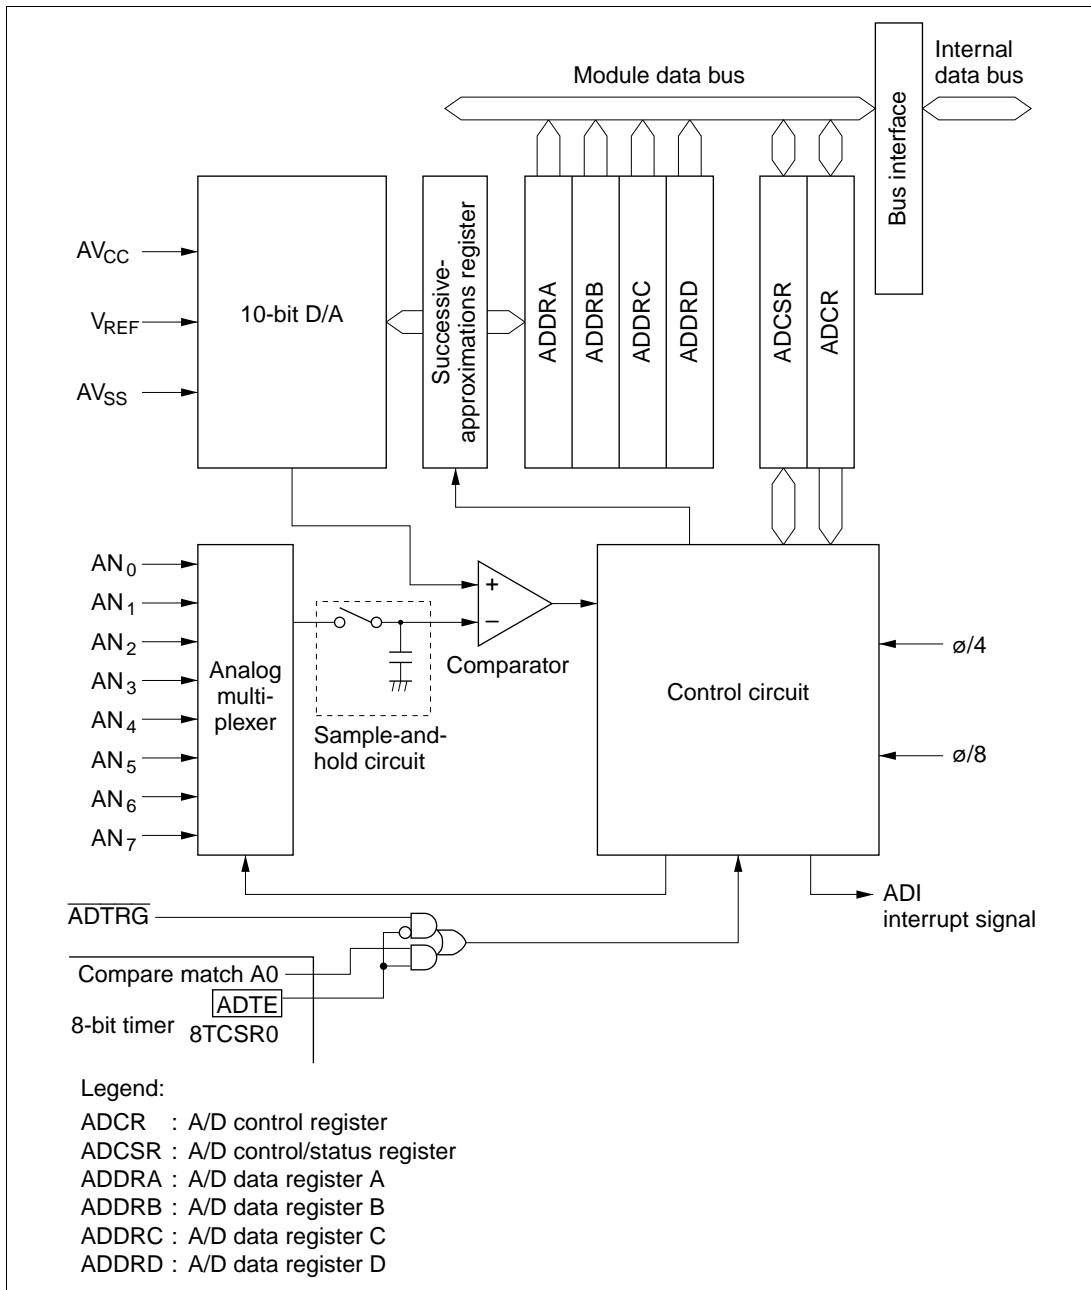 Module data bus
Internal
data bus
Bus interface
AVCC
VREF
AVSS
10-bit D/A
Successive-
approximations register
ADDRA
ADDRB
ADDRC
ADDRD
ADCSR
ADCR
AN0
AN1
AN2
AN3
AN4
AN5
AN6
AN7
Analog
multi-
plexer
Sample-and-
hold circuit
+
−
Comparator
Control circuit
ø/4
ø/8
ADI
interrupt signal
ADTRG
Compare match A0
ADTE
8-bit timer
8TCSR0
Legend:
ADCR : A/D control register
ADCSR : A/D control/status register
ADDRA : A/D data register A
ADDRB : A/D data register B
ADDRC : A/D data register C
ADDRD : A/D data register D